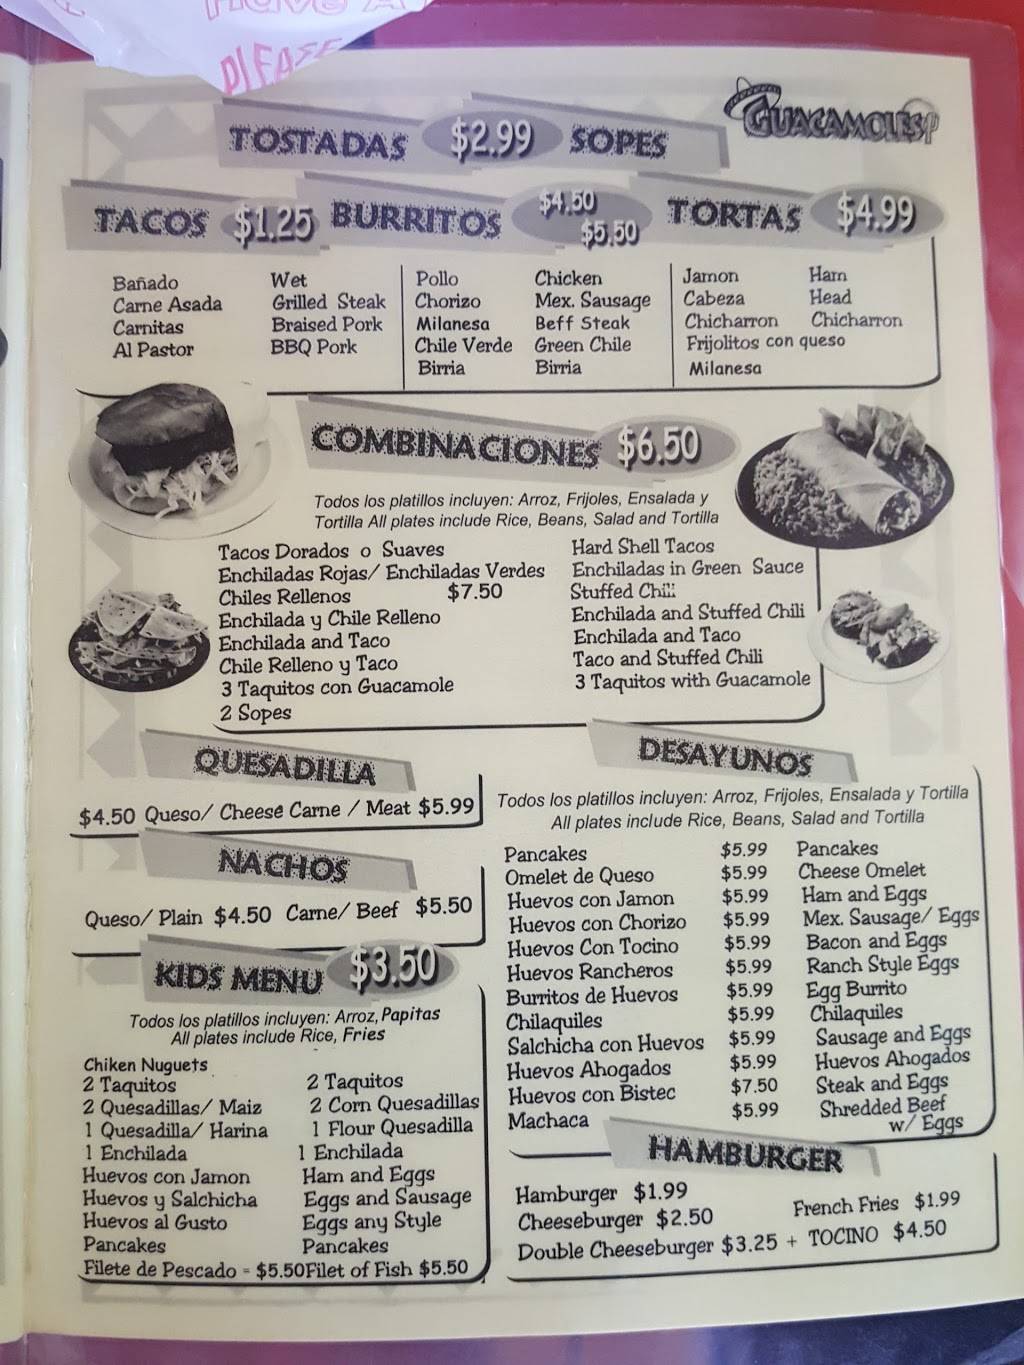 Have A
PLEASE
GUACAMOLES
TOSTADAS $2.99 SOPES
TACOS $1.25 BURRITOS $4.50 $5.50 TORTAS $4.99
Bañado Wet
Carne Asada Grilled Steak
Carnitas Braised Pork
Al Pastor BBQ Pork
Pollo Chicken
Chorizo Mex. Sausage
Milanesa Beff Steak
Chile Verde Green Chile
Birria Birria
Jamon Ham
Cabeza Head
Chicharron Chicharron
Frijolitos con queso
Milanesa
COMBINACIONES $6.50
Todos los platillos incluyen: Arroz, Frijoles, Ensalada y
Tortilla All plates include Rice, Beans, Salad and Tortilla
Tacos Dorados o Suaves Hard Shell Tacos
Enchiladas Rojas/ Enchiladas Verdes Enchiladas in Green Sauce
Chiles Rellenos $7.50 Stuffed Chili
Enchilada y Chile Relleno Enchilada and Stuffed Chili
Enchilada and Taco Enchilada and Taco
Chile Relleno y Taco Taco and Stuffed Chili
3 Taquitos con Guacamole 3 Taquitos with Guacamole
2 Sopes
QUESADILLA
$4.50 Queso/ Cheese Carne / Meat $5.99
NACHOS
Queso/ Plain $4.50 Carne/ Beef $5.50
KIDS MENU $3.50
Todos los platillos incluyen: Arroz, Papitas
All plates include Rice, Fries
Chiken Nuguets
2 Taquitos 2 Taquitos
2 Quesadillas/ Maiz 2 Corn Quesadillas
1 Quesadilla/ Harina 1 Flour Quesadilla
1 Enchilada 1 Enchilada
Huevos con Jamon Ham and Eggs
Huevos y Salchicha Eggs and Sausage
Huevos al Gusto Eggs any Style
Pancakes Pancakes
Filete de Pescado = $5.50 Filet of Fish $5.50
DESAYUNOS
Todos los platillos incluyen: Arroz, Frijoles, Ensalada y Tortilla
All plates include Rice, Beans, Salad and Tortilla
Pancakes $5.99 Pancakes
Omelet de Queso $5.99 Cheese Omelet
Huevos con Jamon $5.99 Ham and Eggs
Huevos con Chorizo $5.99 Mex. Sausage/ Eggs
Huevos Con Tocino $5.99 Bacon and Eggs
Huevos Rancheros $5.99 Ranch Style Eggs
Burritos de Huevos $5.99 Egg Burrito
Chilaquiles $5.99 Chilaquiles
Salchicha con Huevos $5.99 Sausage and Eggs
Huevos Ahogados $5.99 Huevos Ahogados
Huevos con Bistec $7.50 Steak and Eggs
Machaca $5.99 Shredded Beef
w/ Eggs
HAMBURGER
Hamburger $1.99 French Fries $1.99
Cheeseburger $2.50
Double Cheeseburger $3.25 + TOCINO $4.50